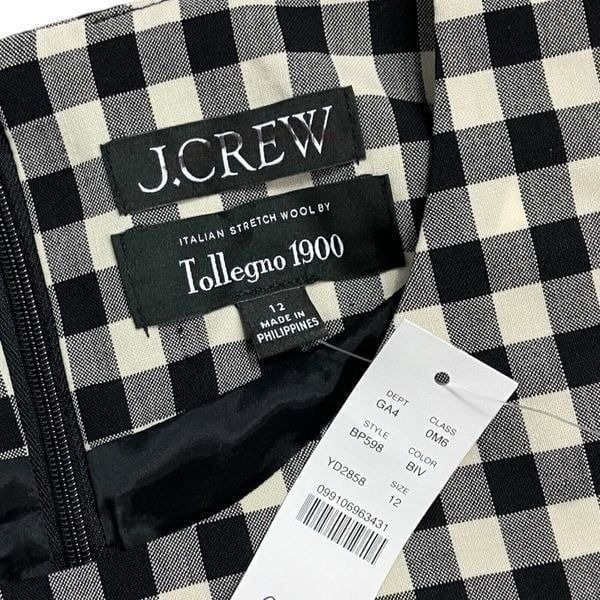 J.CREW
ITALIAN STRETCH WOOL BY
Tollegno 1900
12
MADE IN
PHILIPPINES
DEPT CLASS
GA4 0M6
STYLE COLOR
BP598 BIV
SIZE
YD2858 12
099106963431